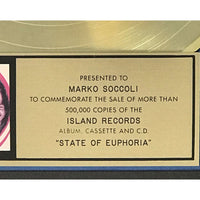 PRESENTED TO
MARKO SOCCOLI
TO COMMEMORATE THE SALE OF MORE THAN
500,000 COPIES OF THE
ISLAND RECORDS
ALBUM, CASSETTE AND C.D.
"STATE OF EUPHORIA"